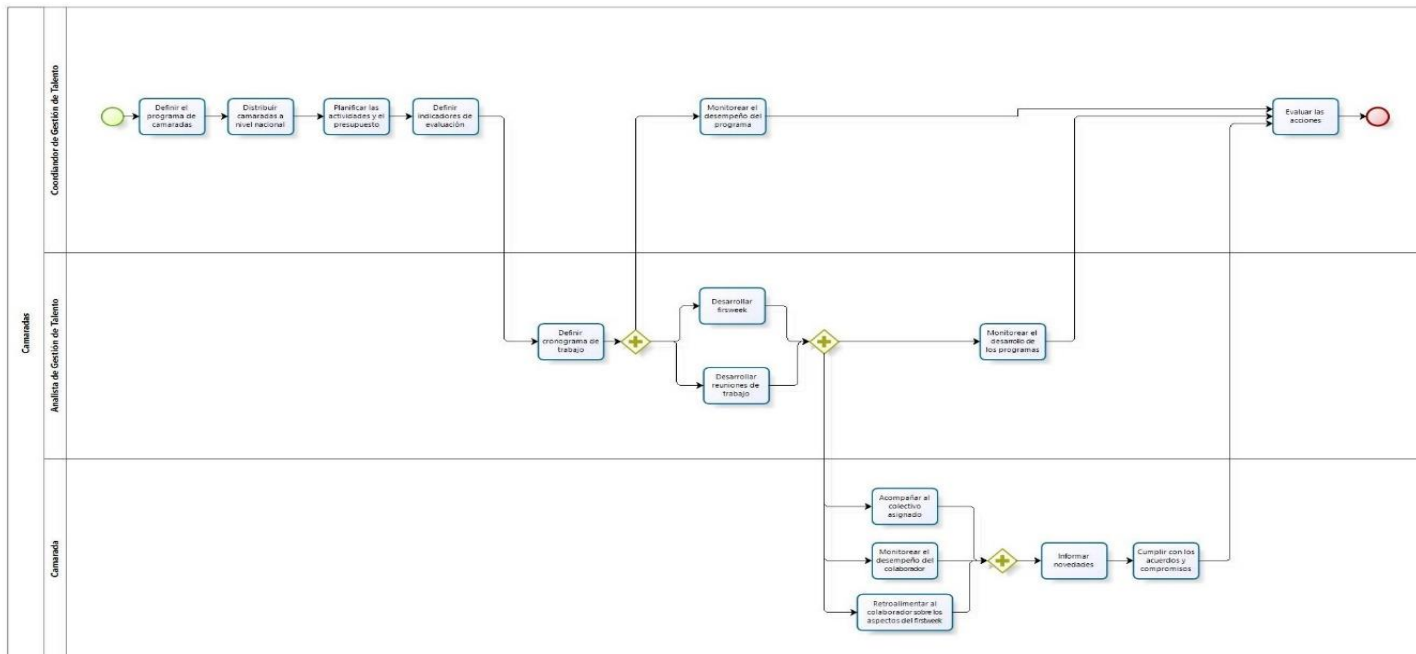 Camaradas
Coordiandor de Gestión de Talento
Definir el
programa de
camaradas
Distribuir
camaradas a
nivel nacional
Planificar las
actividades y el
presupuesto
Definir
indicadores de
evaluación
Monitorear el
desempeño del
programa
Evaluar las
acciones
Analista de Gestión de Talento
Definir
cronograma de
trabajo
Desarrollar
firsweek
Desarrollar
reuniones de
trabajo
Monitorear el
desarrollo de
los programas
Camarada
Acompañar al
colectivo
asignado
Monitorear el
desempeño del
colaborador
Retroalimentar al
colaborador sobre los
aspectos del firstweek
Informar
novedades
Cumplir con los
acuerdos y
compromisos